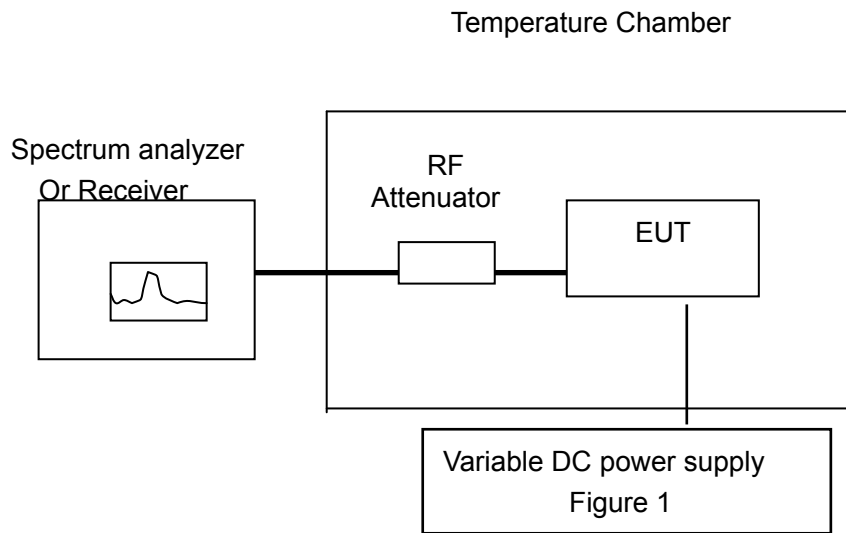 Temperature Chamber
Spectrum analyzer
Or Receiver
RF
Attenuator
EUT
Variable DC power supply
Figure 1